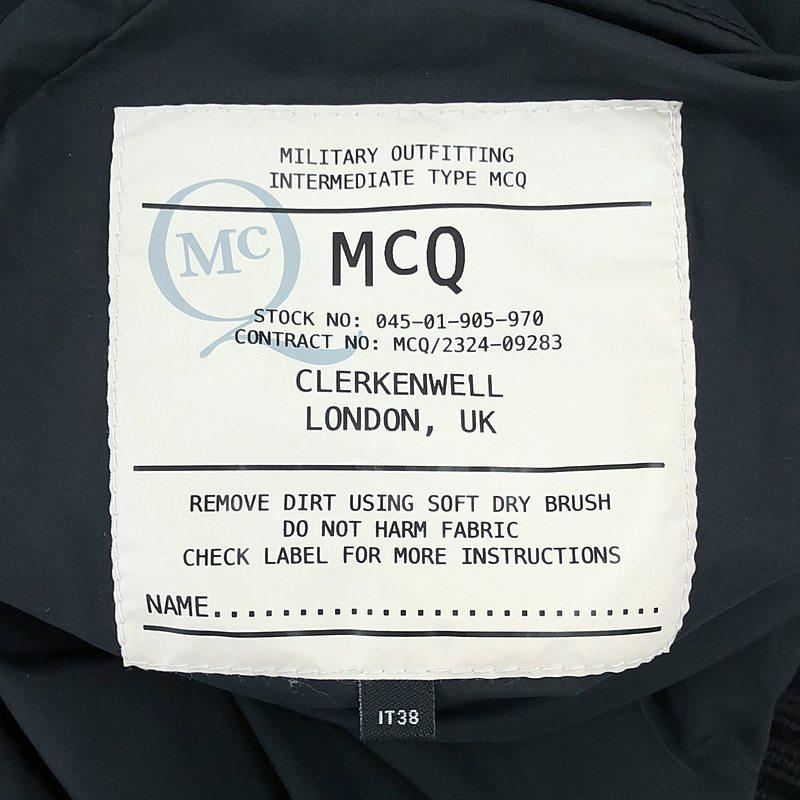 MILITARY OUTFITTING
INTERMEDIATE TYPE MCQ
Mc
Q
McQ
STOCK NO: 045-01-905-970
CONTRACT NO: MCQ/2324-09283
CLERKENWELL
LONDON, UK
REMOVE DIRT USING SOFT DRY BRUSH
DO NOT HARM FABRIC
CHECK LABEL FOR MORE INSTRUCTIONS
NAME............................
IT38